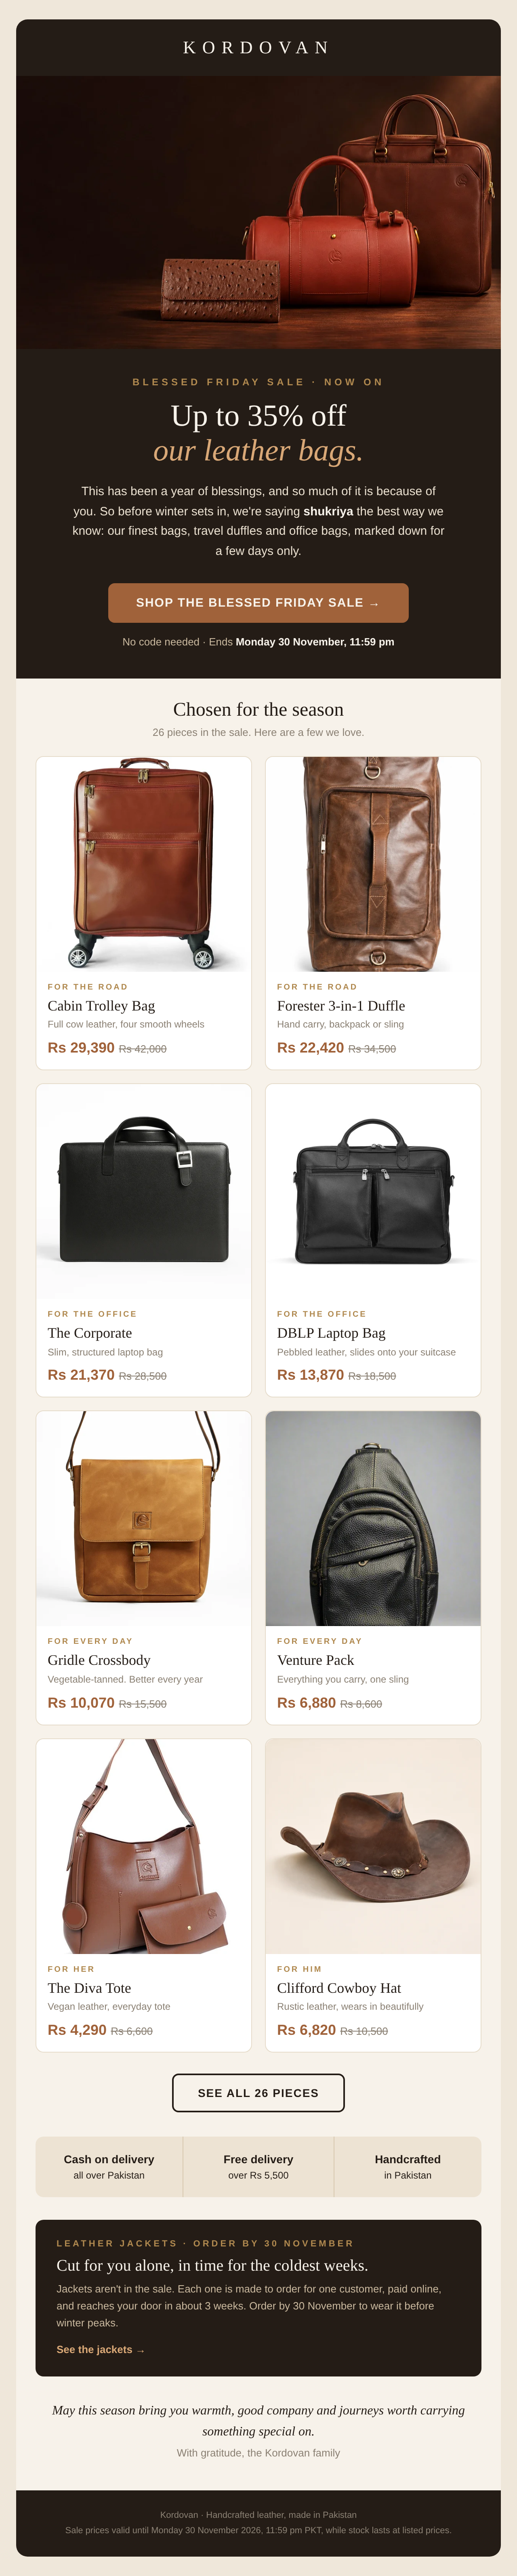 KORDOVAN
BLESSED FRIDAY SALE · NOW ON
Up to 35% off
our leather bags.
This has been a year of blessings, and so much of it is because of
you. So before winter sets in, we're saying shukriya the best way we
know: our finest bags, travel duffles and office bags, marked down for
a few days only.
SHOP THE BLESSED FRIDAY SALE →
No code needed · Ends Monday 30 November, 11:59 pm
Chosen for the season
26 pieces in the sale. Here are a few we love.
FOR THE ROAD
Cabin Trolley Bag
Full cow leather, four smooth wheels
Rs 29,390 Rs 42,000
FOR THE ROAD
Forester 3-in-1 Duffle
Hand carry, backpack or sling
Rs 22,420 Rs 34,500
FOR THE OFFICE
The Corporate
Slim, structured laptop bag
Rs 21,370 Rs 28,500
FOR THE OFFICE
DBLP Laptop Bag
Pebbled leather, slides onto your suitcase
Rs 13,870 Rs 18,500
FOR EVERY DAY
Gridle Crossbody
Vegetable-tanned. Better every year
Rs 10,070 Rs 15,500
FOR EVERY DAY
Venture Pack
Everything you carry, one sling
Rs 6,880 Rs 8,600
FOR HER
The Diva Tote
Vegan leather, everyday tote
Rs 4,290 Rs 6,600
FOR HIM
Clifford Cowboy Hat
Rustic leather, wears in beautifully
Rs 6,820 Rs 10,500
SEE ALL 26 PIECES
Cash on delivery
all over Pakistan
Free delivery
over Rs 5,500
Handcrafted
in Pakistan
LEATHER JACKETS · ORDER BY 30 NOVEMBER
Cut for you alone, in time for the coldest weeks.
Jackets aren't in the sale. Each one is made to order for one customer, paid online,
and reaches your door in about 3 weeks. Order by 30 November to wear it before
winter peaks.
See the jackets →
May this season bring you warmth, good company and journeys worth carrying
something special on.
With gratitude, the Kordovan family
Kordovan · Handcrafted leather, made in Pakistan
Sale prices valid until Monday 30 November 2026, 11:59 pm PKT, while stock lasts at listed prices.